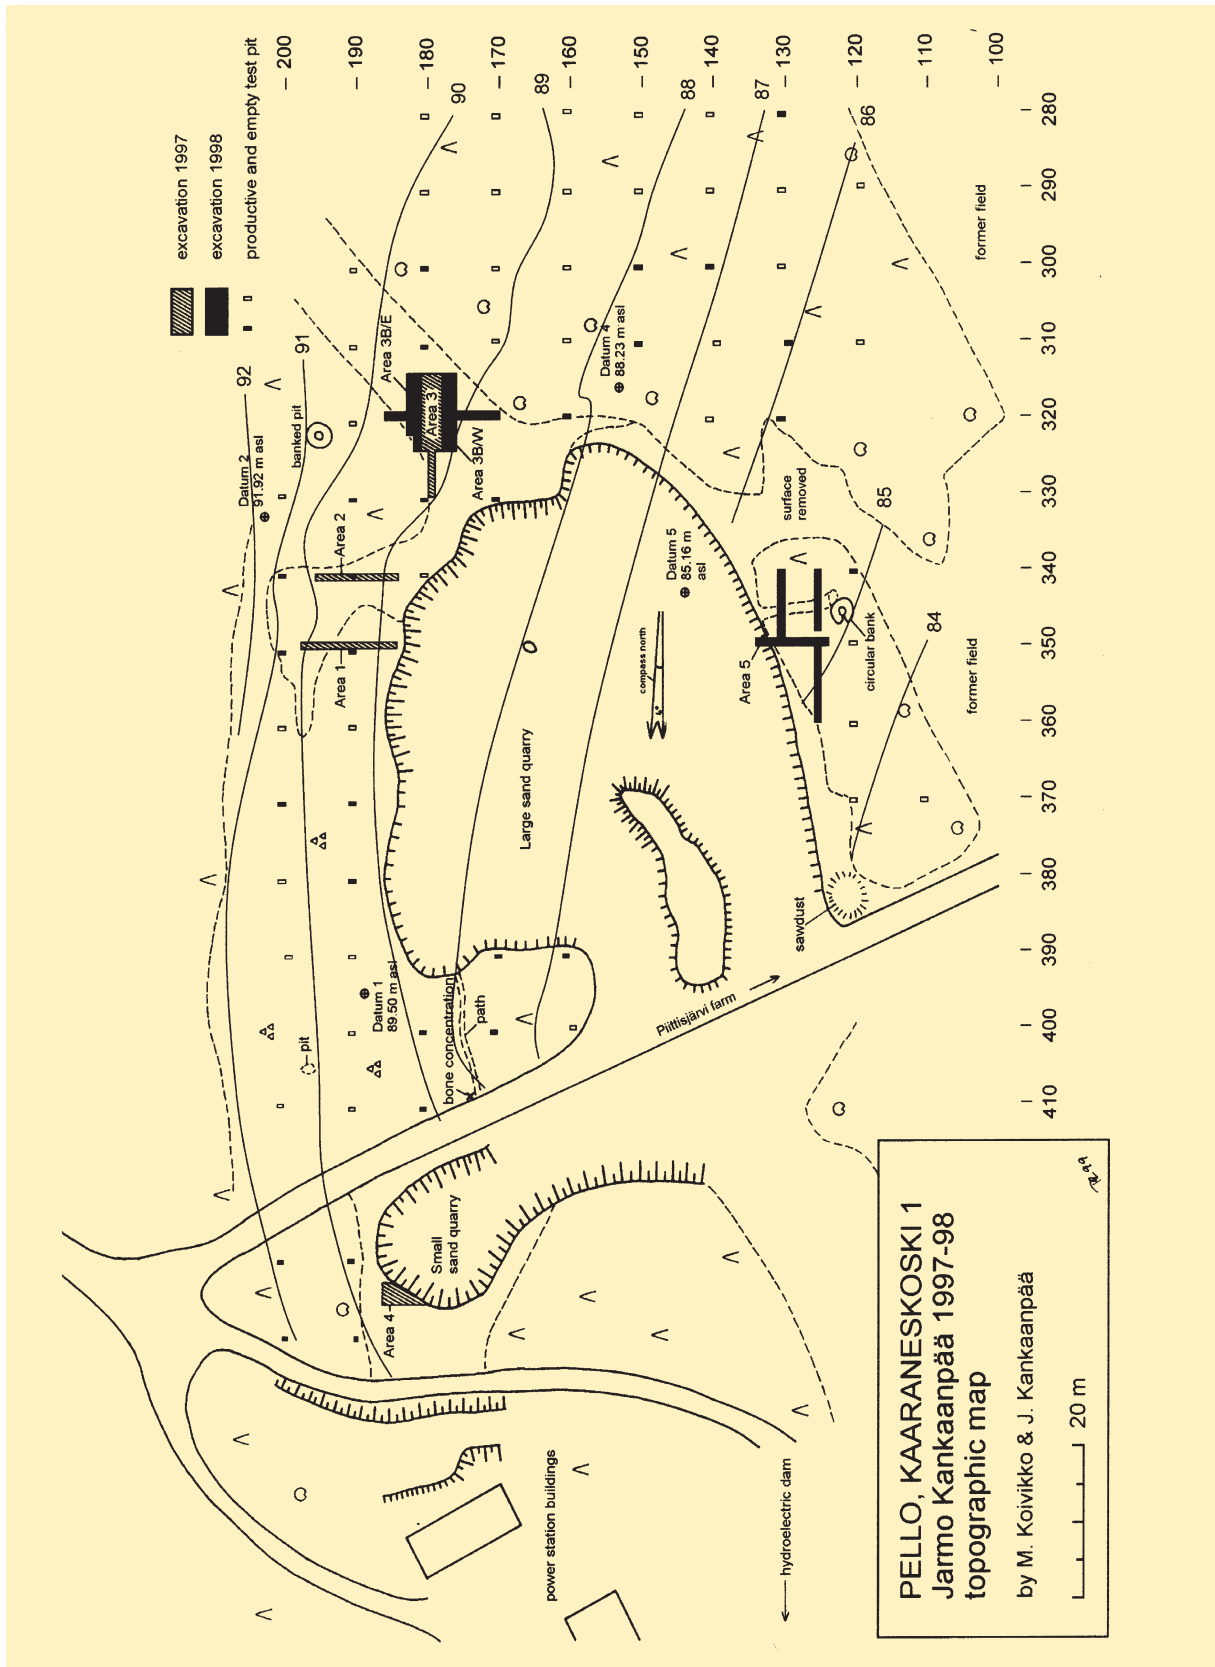 excavation 1997
excavation 1998
productive and empty test pit
200
190
180
170
160
150
140
130
120
110
100
280
290
300
310
320
330
340
350
360
370
380
390
400
410
92
91
90
89
88
87
86
85
84
Datum 2
91.92 m asl
banked pit
Area 3B/E
Area 3
Area 3B/W
Datum 4
88.23 m asl
former field
Area 2
Area 1
surface
removed
Datum 5
85.16 m
asl
compass north
Area 5
circular bank
former field
Large sand quarry
sawdust
Datum 1
89.50 m asl
pit
bone concentration
path
Piittisjärvi farm
Small
sand quarry
Area 4
power station buildings
hydroelectric dam
PELLO, KAARANESKOSKI 1
Jarmo Kankaanpää 1997-98
topographic map
by M. Koivikko & J. Kankaanpää
20 m